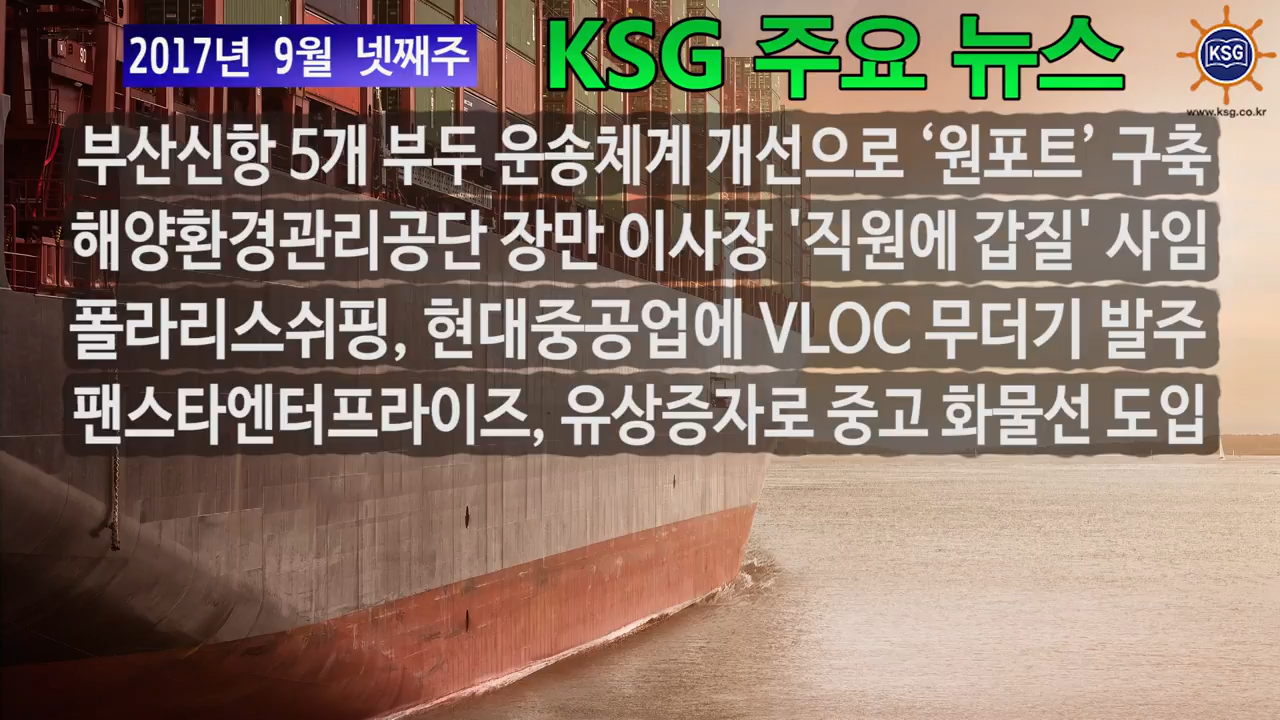 2017년 9월 넷째주
KSG 주요 뉴스
KSG
www.ksg.co.kr
부산신항 5개 부두 운송체계 개선으로 ‘원포트’ 구축
해양환경관리공단 장만 이사장 '직원에 갑질' 사임
폴라리스쉬핑, 현대중공업에 VLOC 무더기 발주
팬스타엔터프라이즈, 유상증자로 중고 화물선 도입